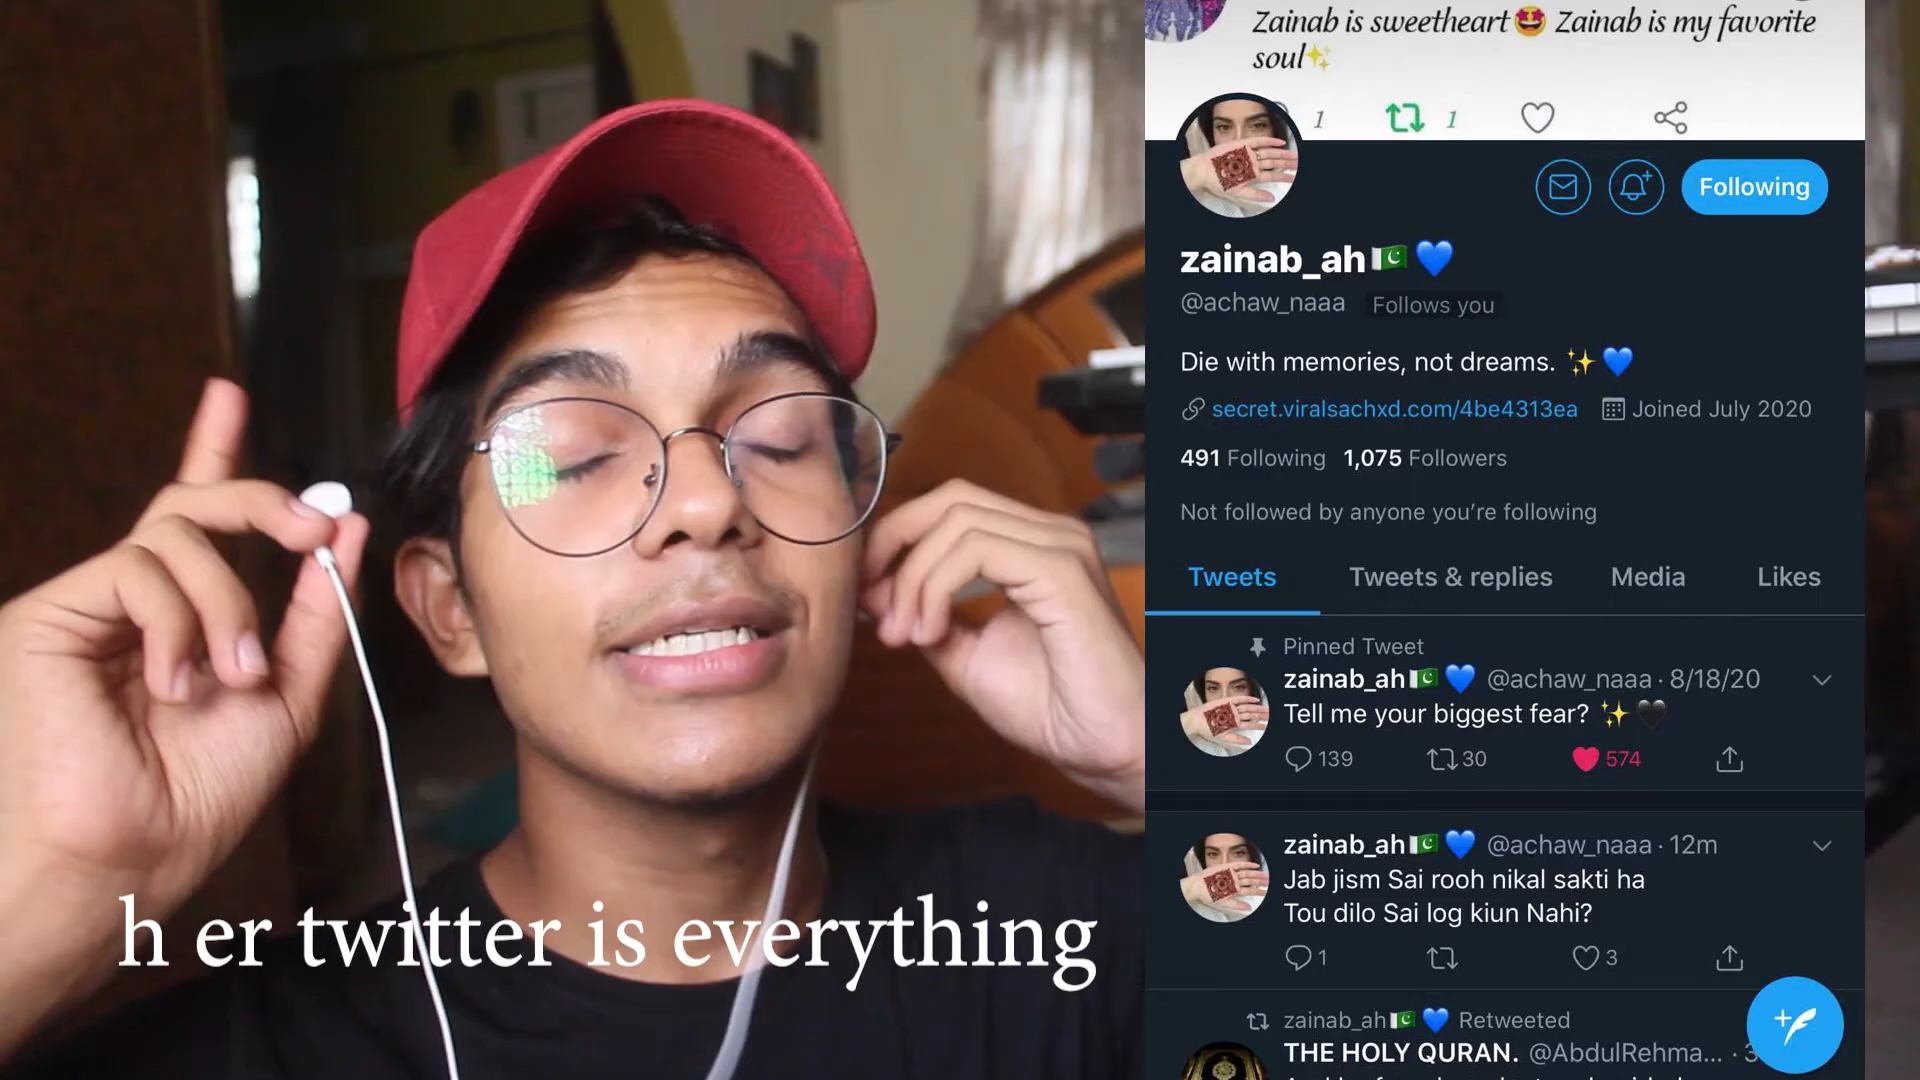 Zainab is sweetheart🤩 Zainab is my favorite
soul✨
1
1
Following
zainab_ah🇵🇰💙
@achaw_naaa Follows you
Die with memories, not dreams. ✨💙
secret.viralsachxd.com/4be4313ea Joined July 2020
491 Following 1,075 Followers
Not followed by anyone you’re following
Tweets Tweets & replies Media Likes
Pinned Tweet
zainab_ah🇵🇰💙 @achaw_naaa · 8/18/20
Tell me your biggest fear? ✨🖤
139 30 574
zainab_ah🇵🇰💙 @achaw_naaa · 12m
Jab jism Sai rooh nikal sakti ha
Tou dilo Sai log kiun Nahi?
1 3
zainab_ah🇵🇰💙 Retweeted
THE HOLY QURAN. @AbdulRehma... · 3
h er twitter is everything